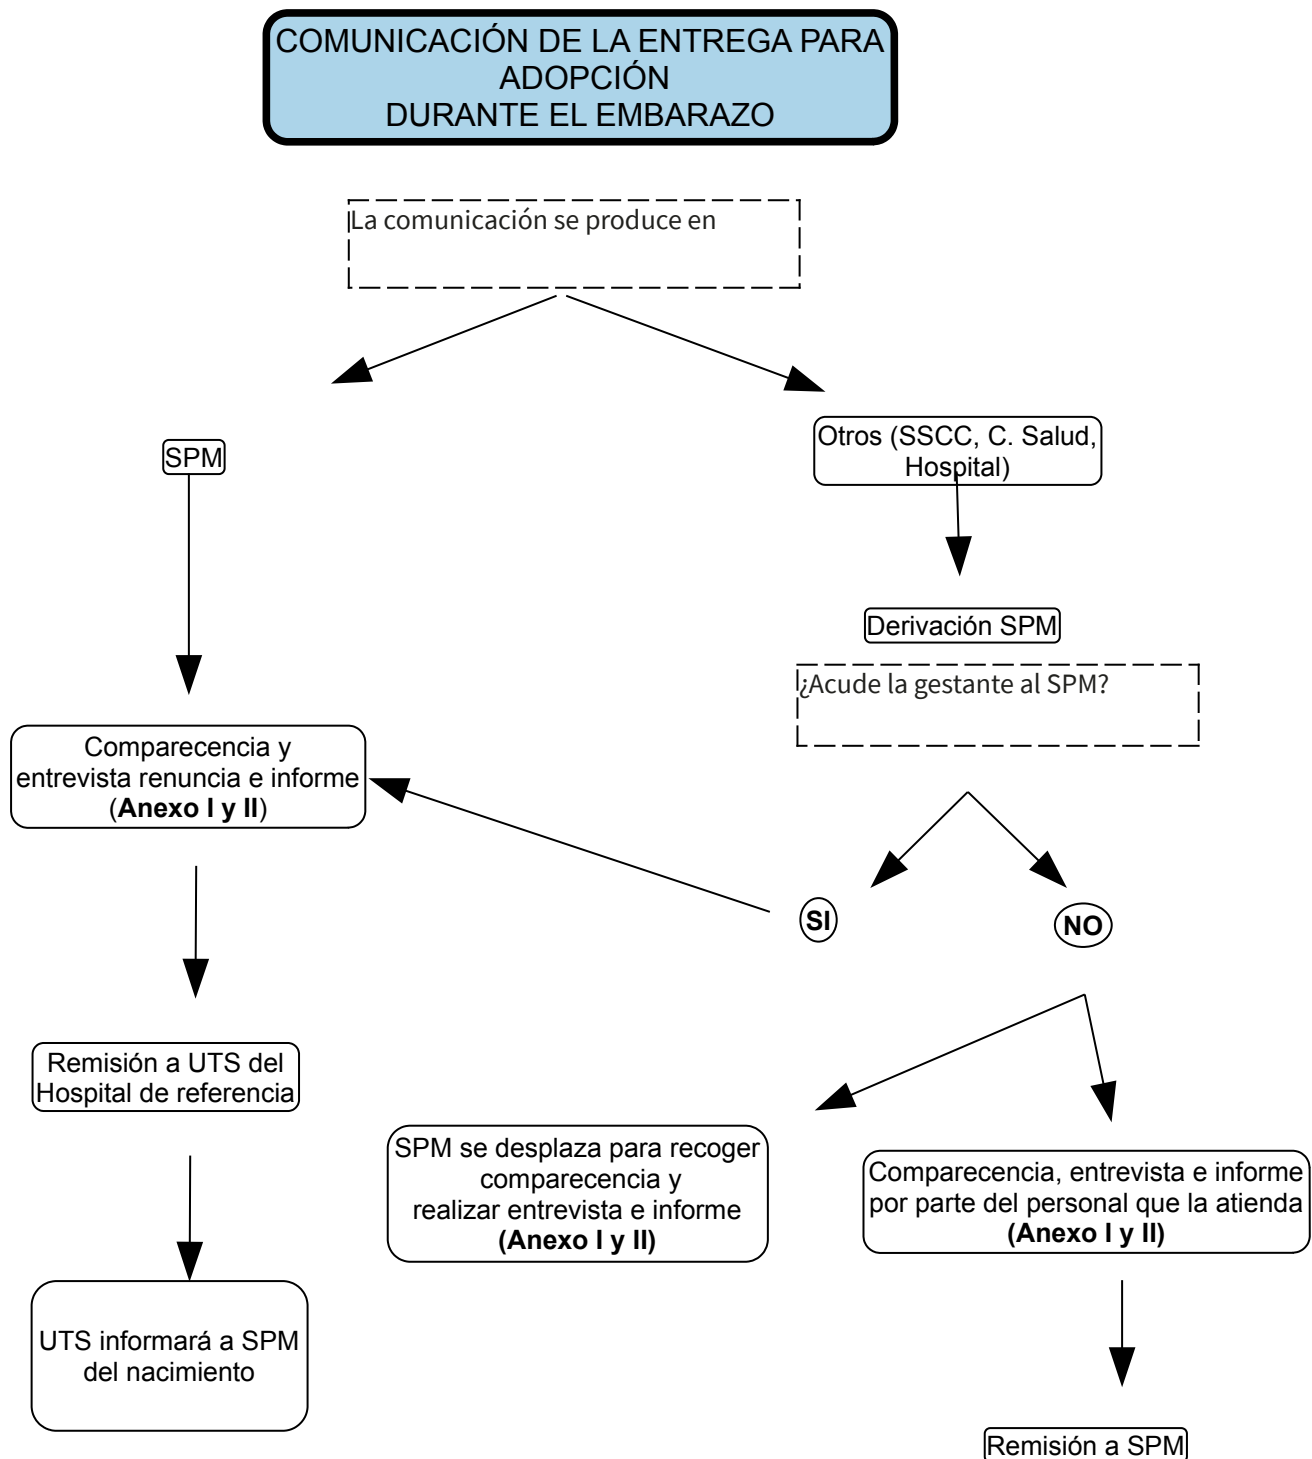 COMUNICACIÓN DE LA ENTREGA PARA
ADOPCIÓN
DURANTE EL EMBARAZO
La comunicación se produce en
SPM
Otros (SSCC, C. Salud,
Hospital)
Derivación SPM
¿Acude la gestante al SPM?
Comparecencia y
entrevista renuncia e informe
(Anexo I y II)
SI
NO
Remisión a UTS del
Hospital de referencia
SPM se desplaza para recoger
comparecencia y
realizar entrevista e informe
(Anexo I y II)
Comparecencia, entrevista e informe
por parte del personal que la atienda
(Anexo I y II)
UTS informará a SPM
del nacimiento
Remisión a SPM